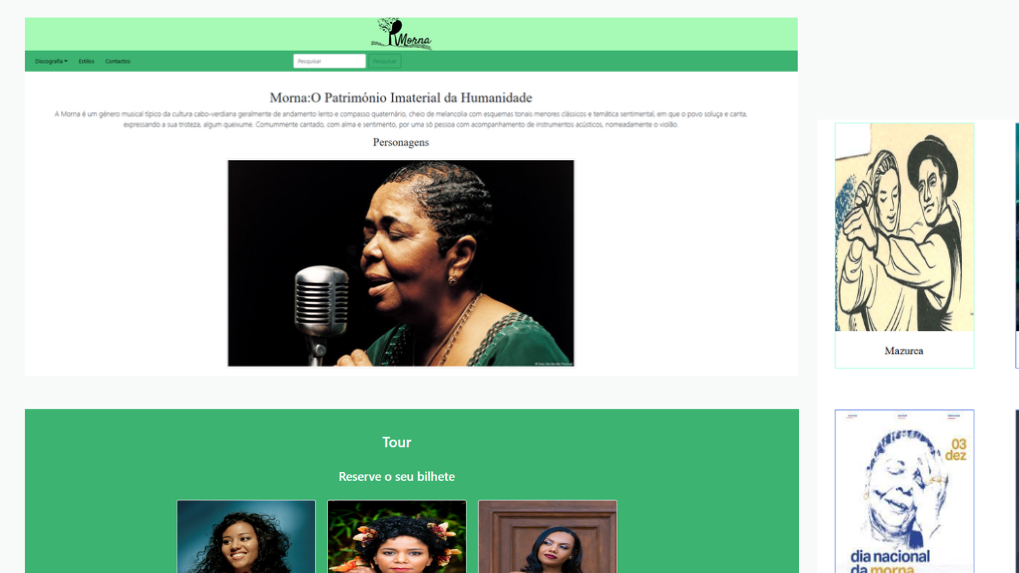 Morna
Discografia
Estilos
Contactos
Pesquisar
Pesquisar
Morna:O Património Imaterial da Humanidade
A Morna é um género musical típico da cultura cabo-verdiana geralmente de andamento lento e compasso quaternário, cheio de melancolia com esquemas tonais menores clássicos e temática sentimental, em que o povo soluça e canta,
expressando a sua tristeza, algum queixume. Comummente cantado, com alma e sentimento, por uma só pessoa com acompanhamento de instrumentos acústicos, nomeadamente o violão.
Personagens
Tour
Reserve o seu bilhete
Mazurca
03
dez
dia nacional
da morna